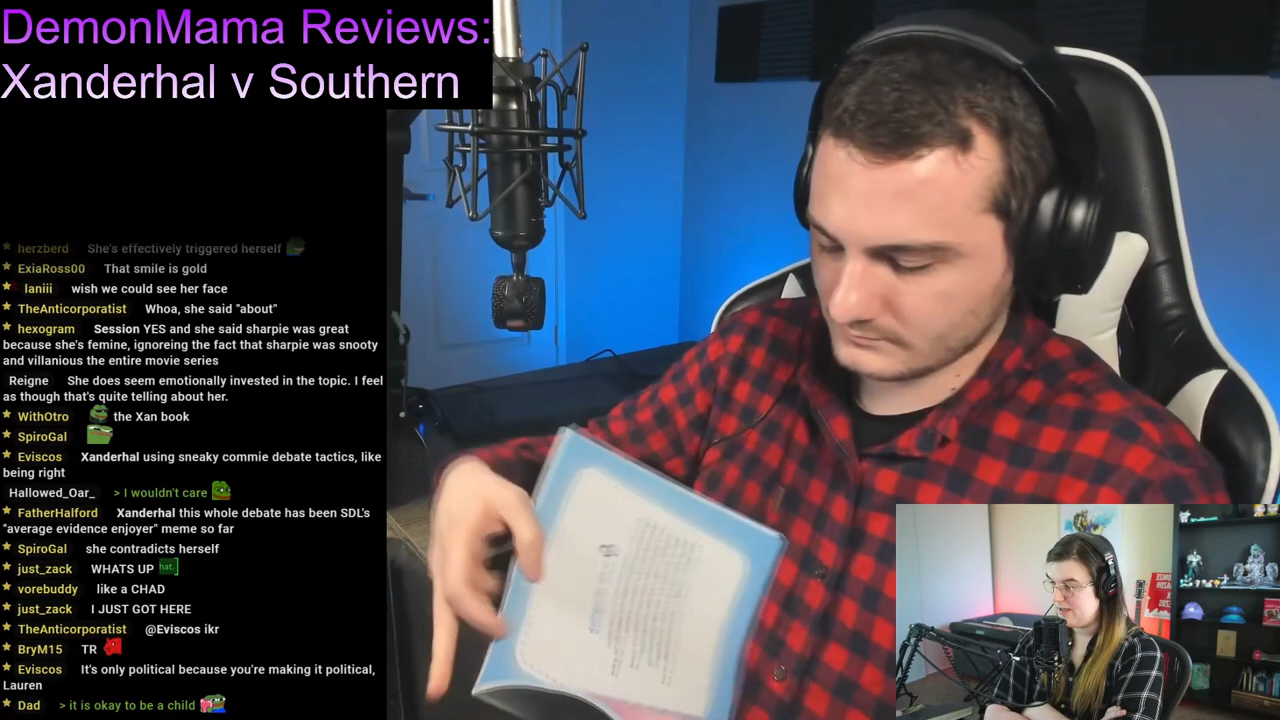 DemonMama Reviews:
Xanderhal v Southern
herzberd She's effectively triggered herself
ExiaRoss00 That smile is gold
laniii wish we could see her face
TheAnticorporatist Whoa, she said "about"
hexogram Session YES and she said sharpie was great
because she's femine, ignoreing the fact that sharpie was snooty
and villanious the entire movie series
Reigne She does seem emotionally invested in the topic. I feel
as though that's quite telling about her.
WithOtro the Xan book
SpiroGal
Eviscos Xanderhal using sneaky commie debate tactics, like
being right
Hallowed_Oar_ > I wouldn't care
FatherHalford Xanderhal this whole debate has been SDL's
"average evidence enjoyer" meme so far
SpiroGal she contradicts herself
just_zack WHATS UP hat.]
vorebuddy like a CHAD
just_zack I JUST GOT HERE
TheAnticorporatist @Eviscos ikr
BryM15 TR
Eviscos It's only political because you're making it political,
Lauren
Dad > it is okay to be a child